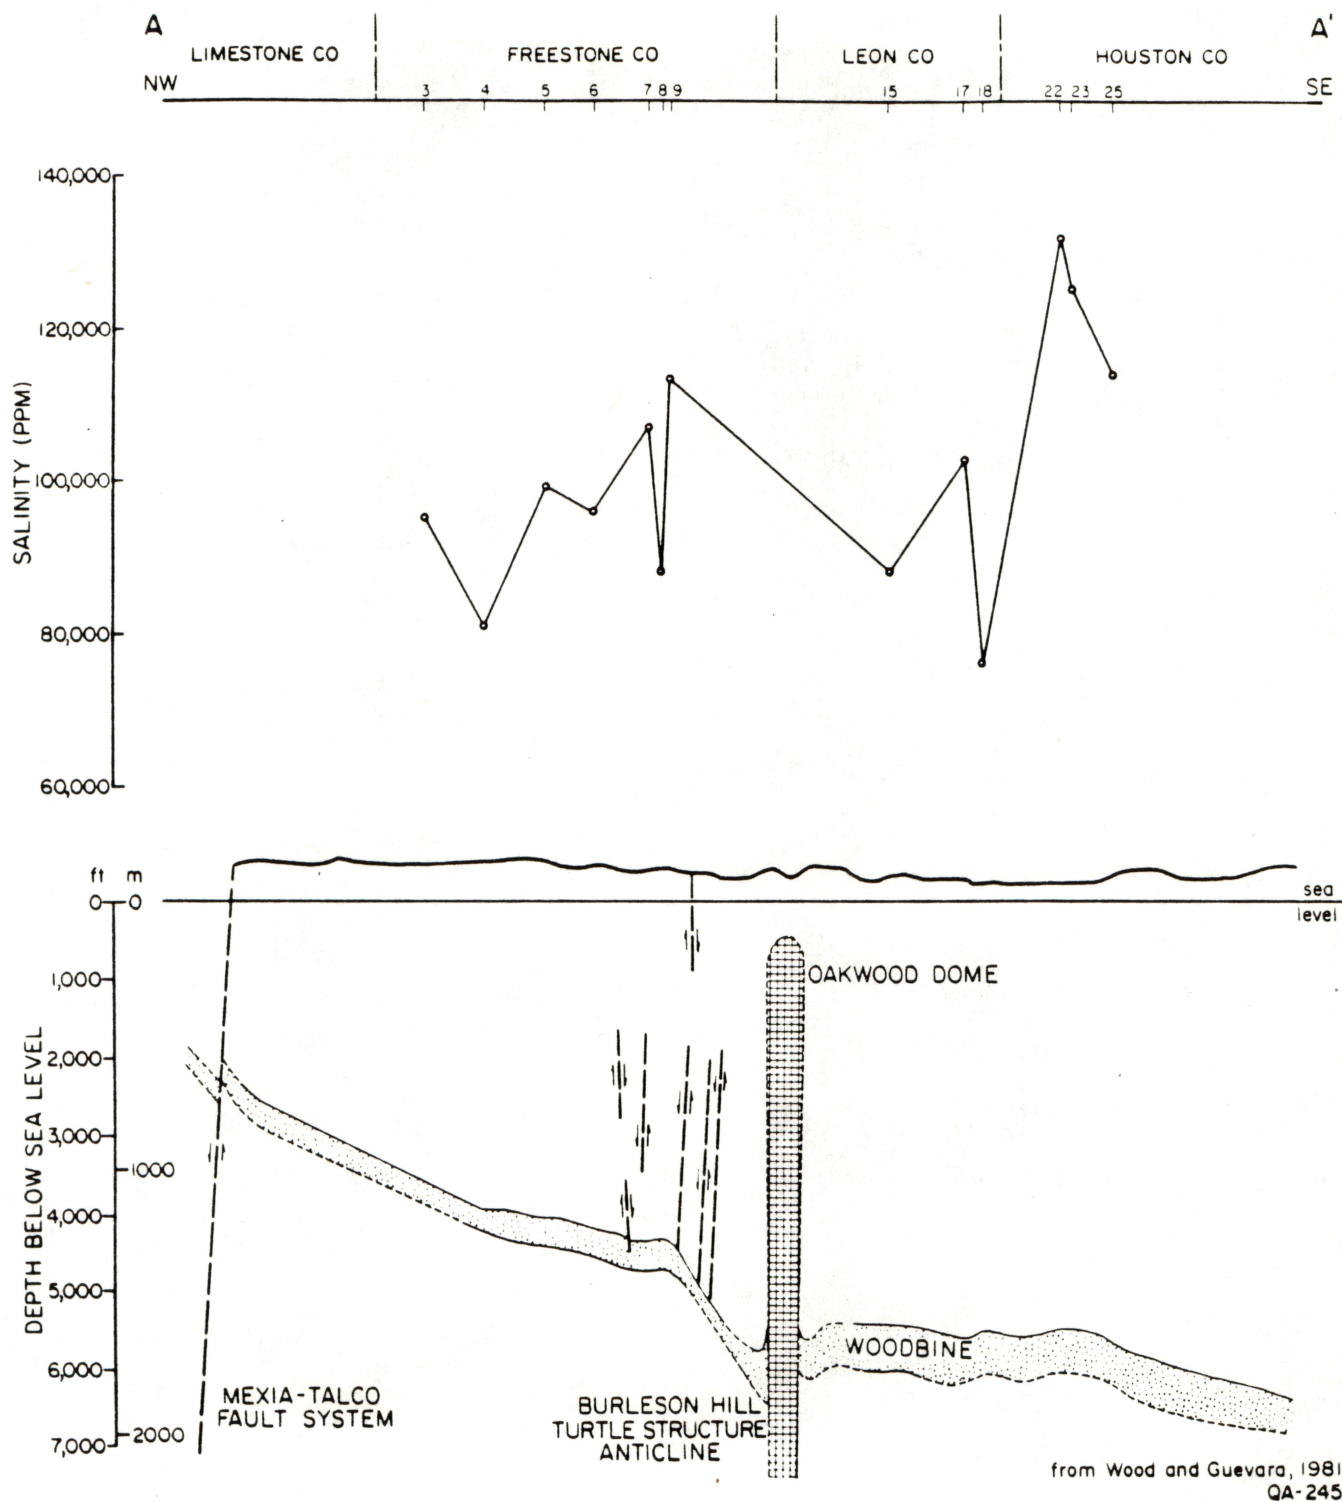 A A'
LIMESTONE CO FREESTONE CO LEON CO HOUSTON CO
NW 3 4 5 6 7 8 9 15 17 18 22 23 25 SE
140,000
120,000
100,000
80,000
60,000
SALINITY (PPM)
ft m
0 0
sea
level
1,000
2,000
3,000
1000
4,000
5,000
6,000
7,000
2000
DEPTH BELOW SEA LEVEL
OAKWOOD DOME
WOODBINE
MEXIA-TALCO
FAULT SYSTEM
BURLESON HILL
TURTLE STRUCTURE
ANTICLINE
from Wood and Guevara, 1981
QA-245